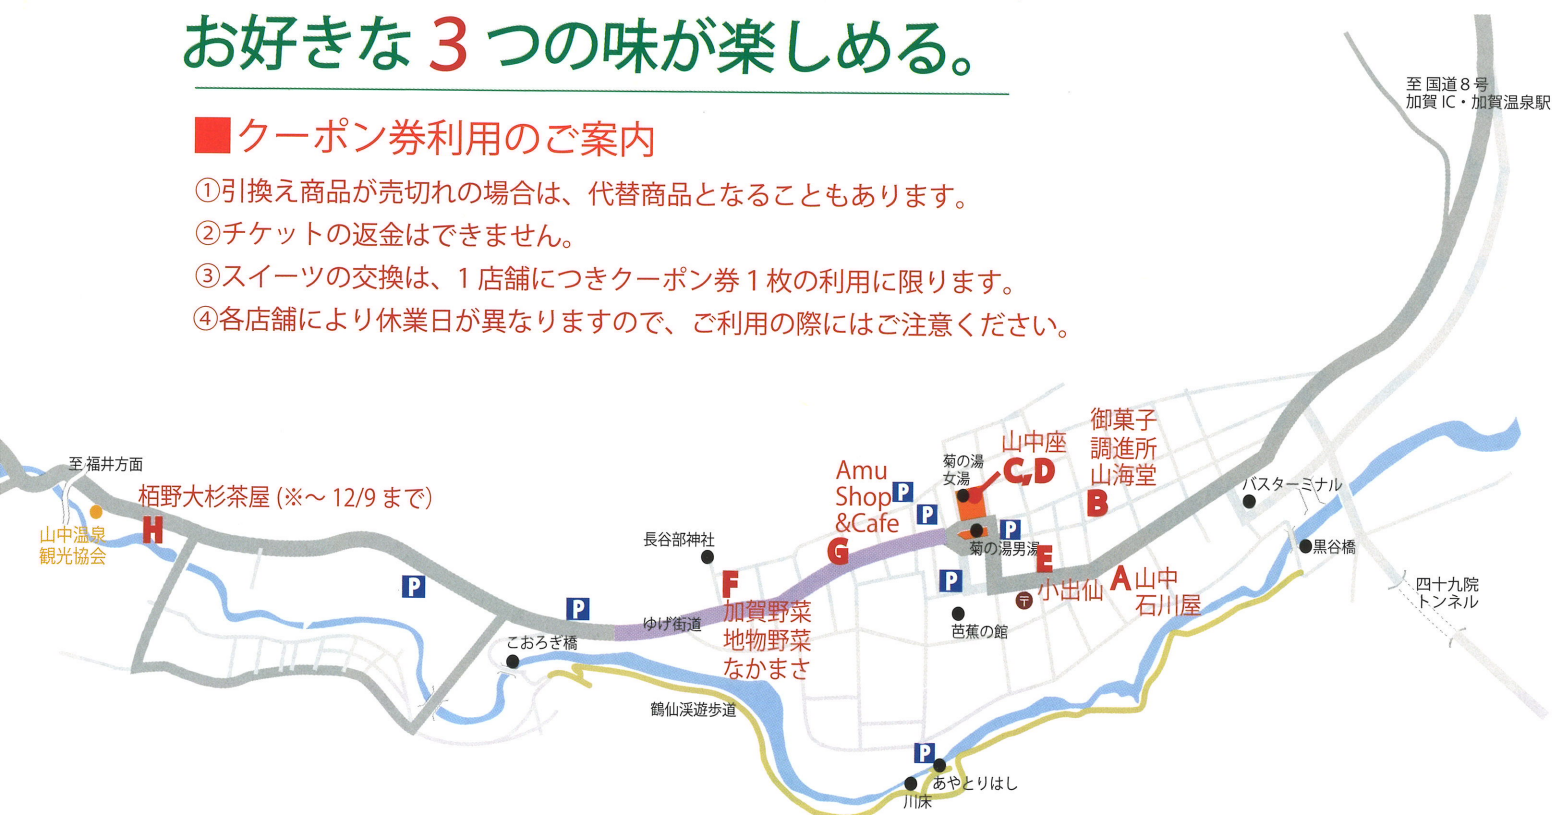 お好きな3つの味が楽しめる。
■クーポン券利用のご案内
①引換え商品が売切れの場合は、代替商品となることもあります。
②チケットの返金はできません。
③スイーツの交換は、1店舗につきクーポン券1枚の利用に限ります。
④各店舗により休業日が異なりますので、ご利用の際にはご注意ください。
至 国道8号
加賀 IC・加賀温泉駅
至福井方面
栢野大杉茶屋 (※～ 12/9 まで)
H
山中温泉
観光協会
P
P
こおろぎ橋
長谷部神社
F
加賀野菜
地物野菜
なかまさ
ゆげ街道
鶴仙渓遊歩道
Amu
Shop
&Cafe
G
P
P
菊の湯
女湯
山中座
C,D
P
菊の湯男湯
御菓子
調進所
山海堂
B
E
小出仙
〒
A
山中
石川屋
P
芭蕉の館
バスターミナル
黒谷橋
四十九院
トンネル
P
あやとりはし
川床